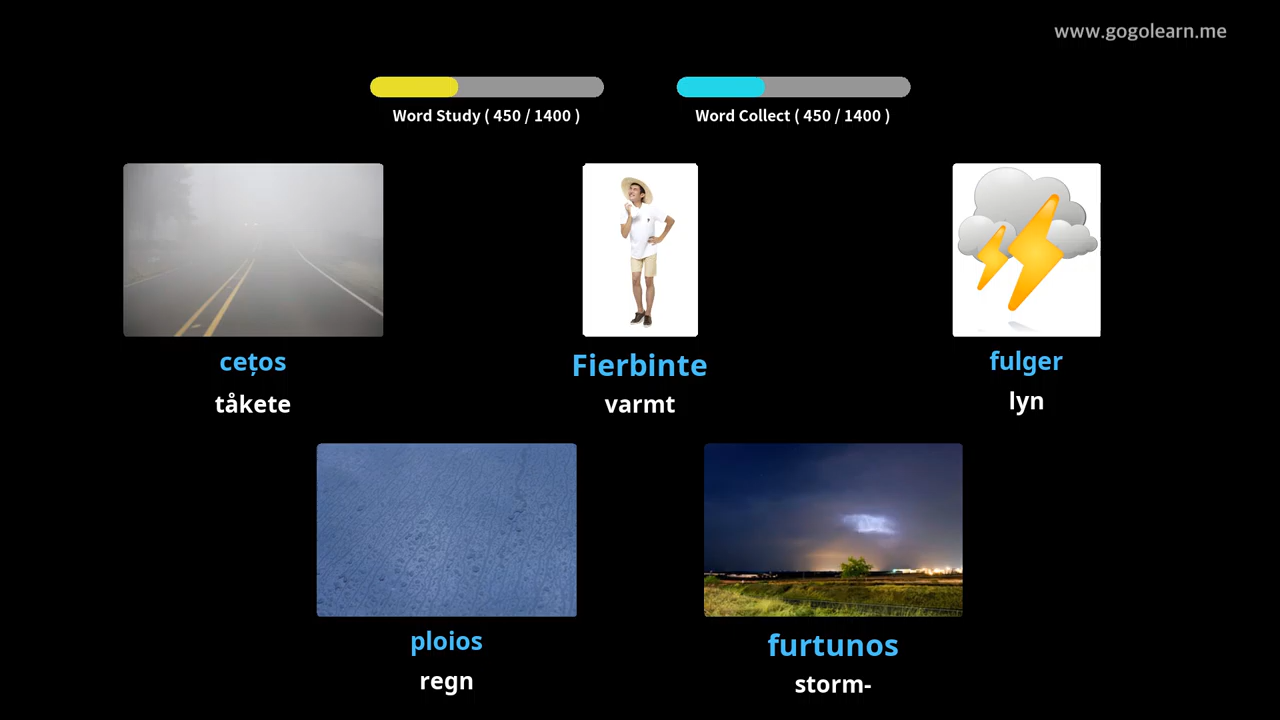 www.gogolearn.me
Word Study ( 450 / 1400 )
Word Collect ( 450 / 1400 )
cețos
Fierbinte
fulger
tåkete
varmt
lyn
ploios
furtunos
regn
storm-